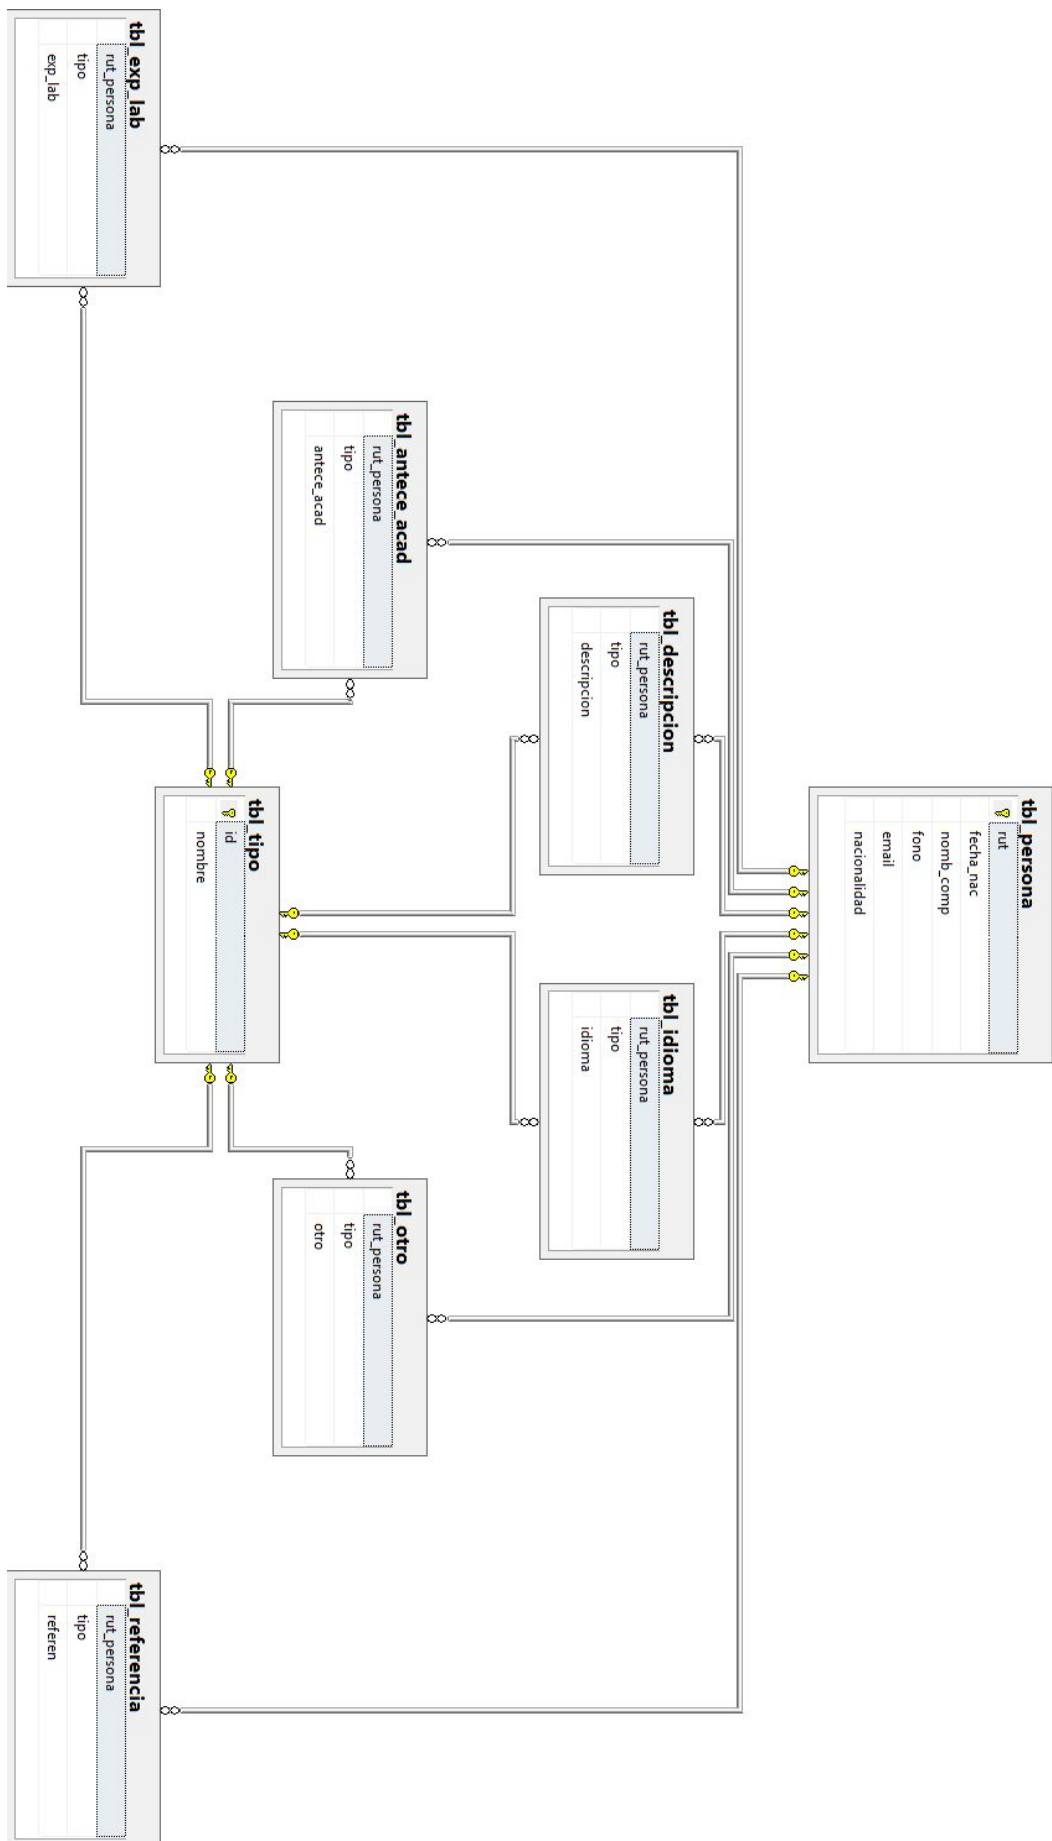 tbl_persona
rut
fecha_nac
nomb_comp
fono
email
nacionalidad
tbl_descripcion
rut_persona
tipo
descripcion
tbl_idioma
rut_persona
tipo
idioma
tbl_antece_acad
rut_persona
tipo
antece_acad
tbl_otro
rut_persona
tipo
otro
tbl_tipo
id
nombre
tbl_exp_lab
rut_persona
tipo
exp_lab
tbl_referencia
rut_persona
tipo
referen